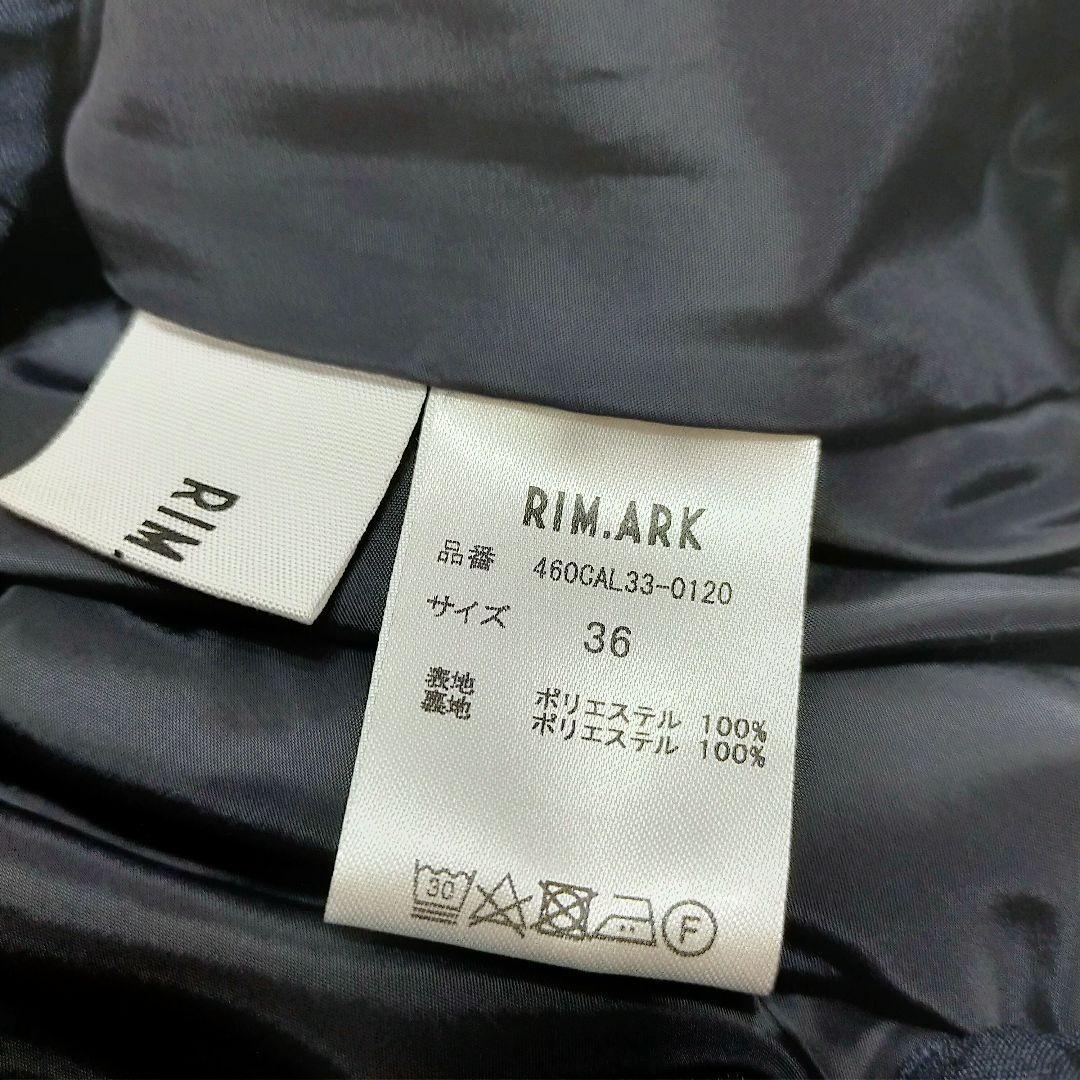 RIM.
RIM.ARK
品番 460CAL33-0120
サイズ 36
表地 ポリエステル 100%
裏地 ポリエステル 100%
30
F